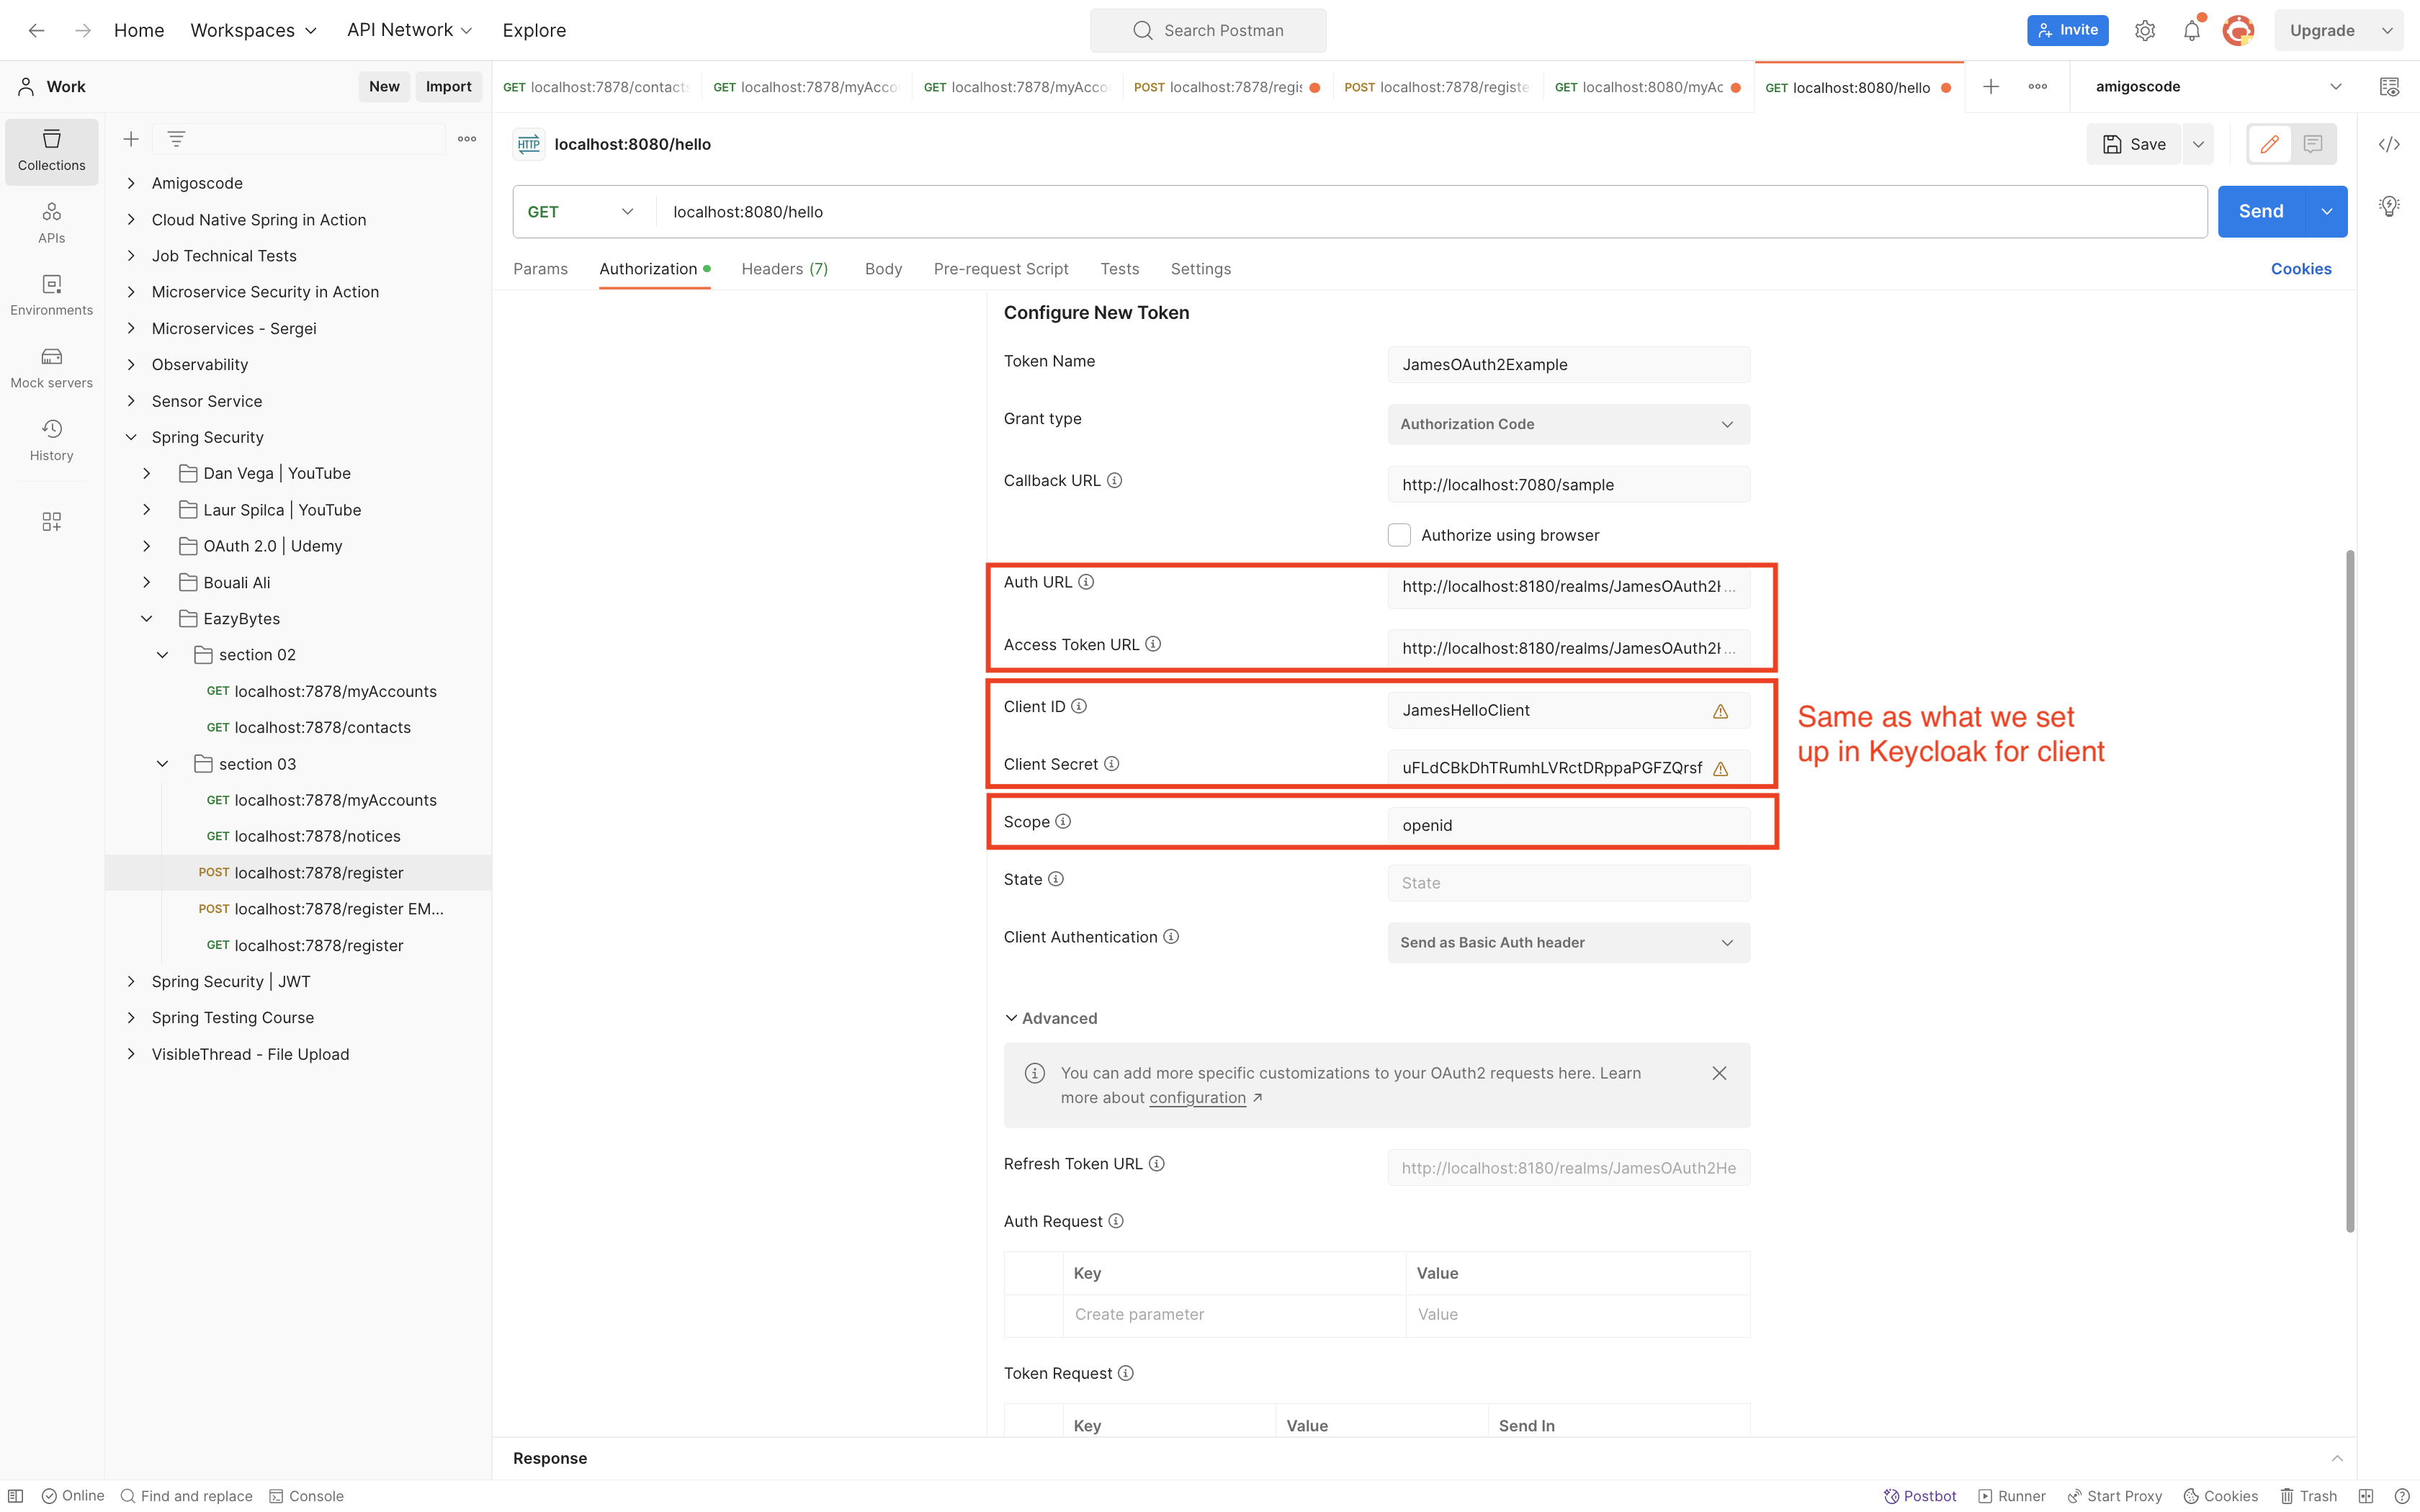 Home
Workspaces
API Network
Explore
Search Postman
Invite
Upgrade
Work
New
Import
GET localhost:7878/contact
GET localhost:7878/myAcco
GET localhost:7878/myAcco
POST localhost:7878/regis
POST localhost:7878/registe
GET localhost:8080/myAc
GET localhost:8080/hello
amigoscode
Collections
APIs
Environments
Mock servers
History
Amigoscode
Cloud Native Spring in Action
Job Technical Tests
Microservice Security in Action
Microservices - Sergei
Observability
Sensor Service
Spring Security
Dan Vega | YouTube
Laur Spilca | YouTube
OAuth 2.0 | Udemy
Bouali Ali
EazyBytes
section 02
GET localhost:7878/myAccounts
GET localhost:7878/contacts
section 03
GET localhost:7878/myAccounts
GET localhost:7878/notices
POST localhost:7878/register
POST localhost:7878/register EM...
GET localhost:7878/register
Spring Security | JWT
Spring Testing Course
VisibleThread - File Upload
HTTP localhost:8080/hello
Save
GET
localhost:8080/hello
Send
Params
Authorization
Headers (7)
Body
Pre-request Script
Tests
Settings
Cookies
Configure New Token
Token Name
JamesOAuth2Example
Grant type
Authorization Code
Callback URL
http://localhost:7080/sample
Authorize using browser
Auth URL
http://localhost:8180/realms/JamesOAuth2H...
Access Token URL
http://localhost:8180/realms/JamesOAuth2H...
Client ID
JamesHelloClient
Client Secret
uFLdCBkDhTRumhLVRctDRppaPGFZQrsf
Same as what we set
up in Keycloak for client
Scope
openid
State
State
Client Authentication
Send as Basic Auth header
Advanced
You can add more specific customizations to your OAuth2 requests here. Learn
more about configuration ↗
Refresh Token URL
http://localhost:8180/realms/JamesOAuth2He
Auth Request
Key
Value
Create parameter
Value
Token Request
Key
Value
Send In
Response
Online
Find and replace
Console
Postbot
Runner
Start Proxy
Cookies
Trash